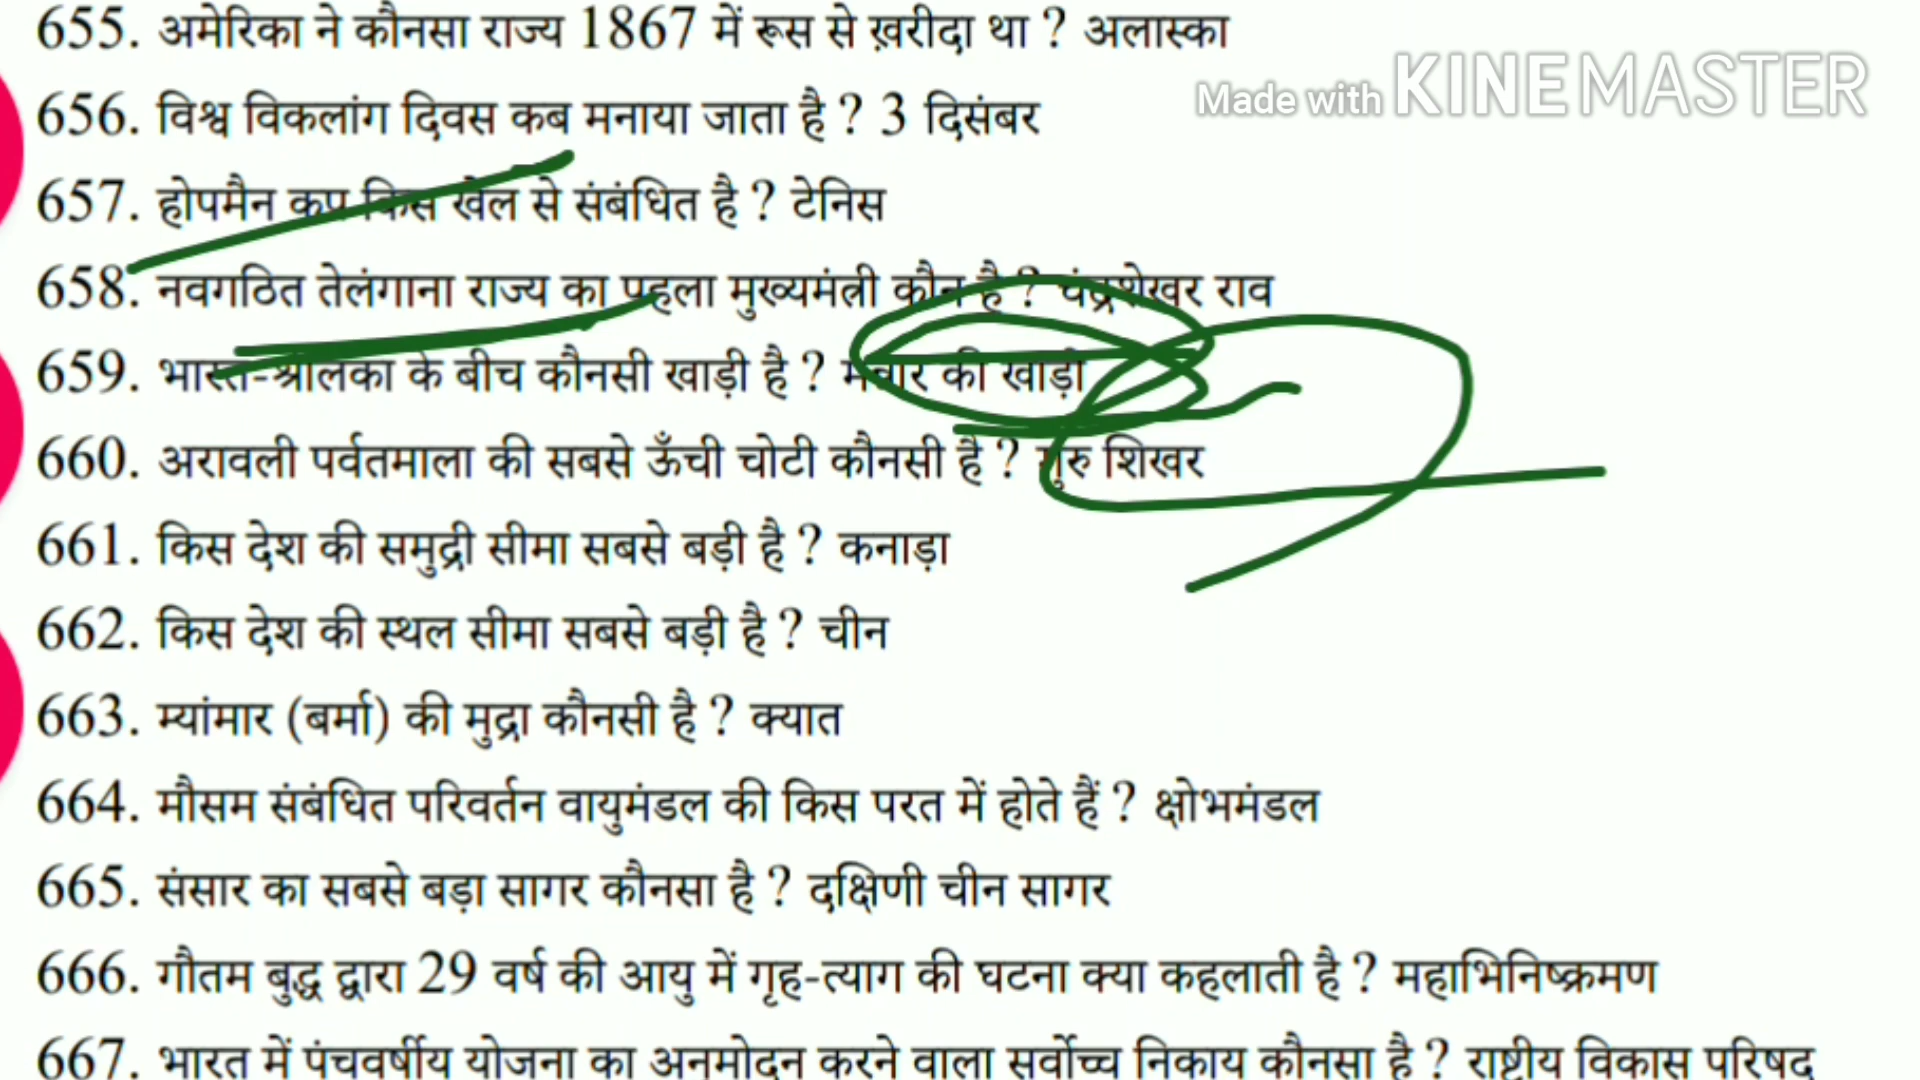 655. अमेरिका ने कौनसा राज्य 1867 में रूस से ख़रीदा था ? अलास्का
Made with KINEMASTER
656. विश्व विकलांग दिवस कब मनाया जाता है ? 3 दिसंबर
657. होपमैन कप किस खेल से संबंधित है ? टेनिस
658. नवगठित तेलंगाना राज्य का पहला मुख्यमंत्री कौन है ? चंद्रशेखर राव
659. भारत-श्रीलंका के बीच कौनसी खाड़ी है ? की खाड़ी
660. अरावली पर्वतमाला की सबसे ऊँची चोटी कौनसी है ? गुरु शिखर
661. किस देश की समुद्री सीमा सबसे बड़ी है ? कनाड़ा
662. किस देश की स्थल सीमा सबसे बड़ी है ? चीन
663. म्यांमार (बर्मा) की मुद्रा कौनसी है ? क्यात
664. मौसम संबंधित परिवर्तन वायुमंडल की किस परत में होते हैं ? क्षोभमंडल
665. संसार का सबसे बड़ा सागर कौनसा है ? दक्षिणी चीन सागर
666. गौतम बुद्ध द्वारा 29 वर्ष की आयु में गृह-त्याग की घटना क्या कहलाती है ? महाभिनिष्क्रमण
667. भारत में पंचवर्षीय योजना का अनुमोदन करने वाला सर्वोच्च निकाय कौनसा है ? राष्ट्रीय विकास परिषद